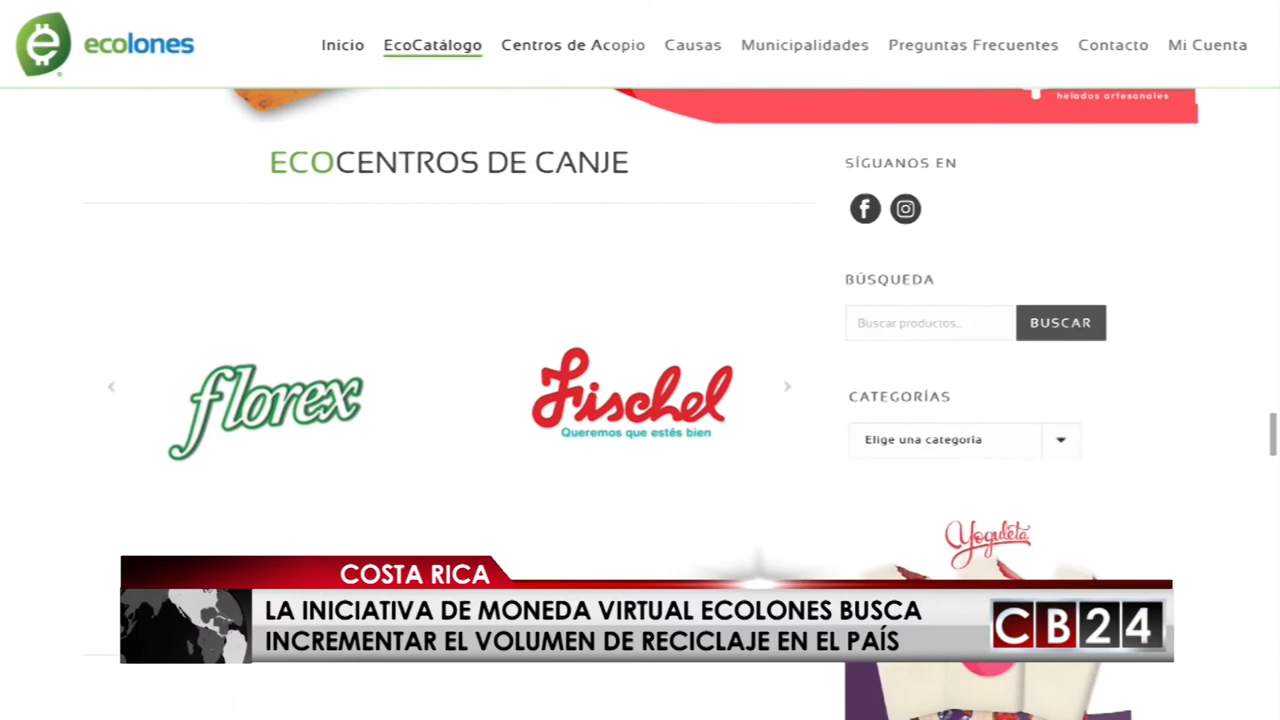 ecolones
Inicio
EcoCatálogo
Centros de Acopio
Causas
Municipalidades
Preguntas Frecuentes
Contacto
Mi Cuenta
helados artesanales
ECOCENTROS DE CANJE
SÍGUANOS EN
BÚSQUEDA
Buscar productos...
BUSCAR
CATEGORÍAS
Elige una categoría
florex
Fischel
Queremos que estés bien
Yoguleta
COSTA RICA
LA INICIATIVA DE MONEDA VIRTUAL ECOLONES BUSCA
INCREMENTAR EL VOLUMEN DE RECICLAJE EN EL PAÍS
CB24